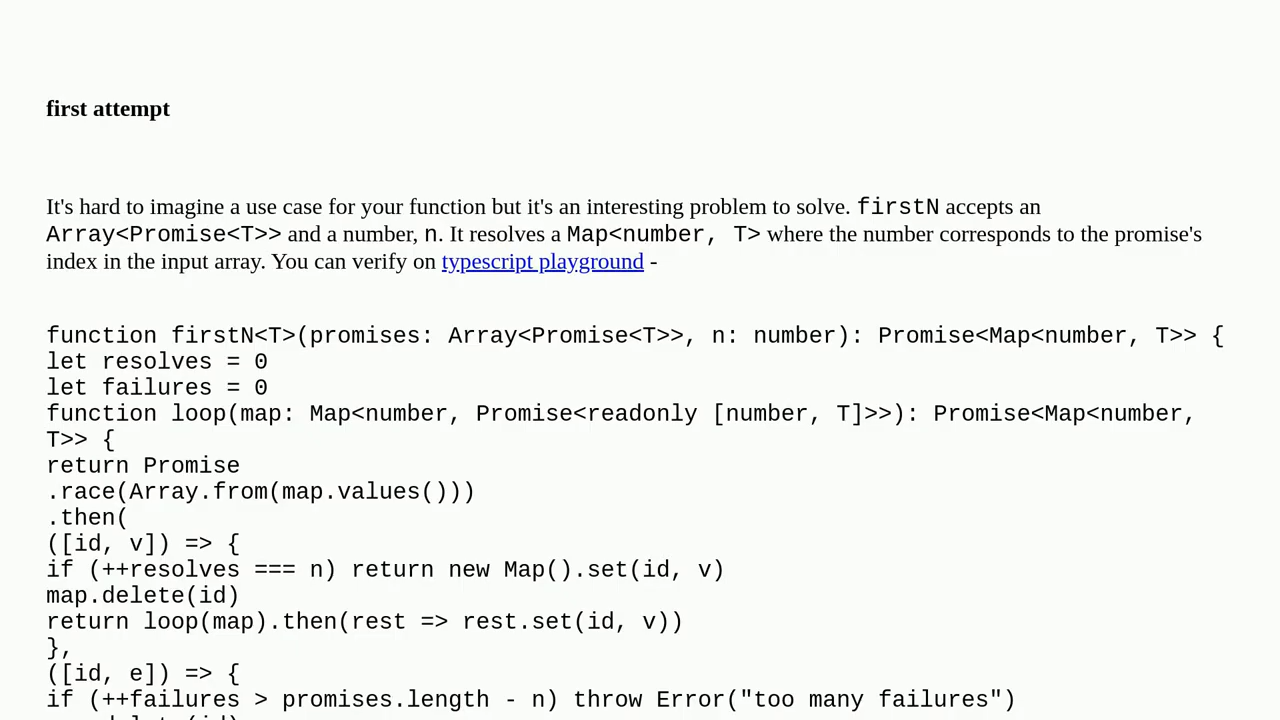 first attempt
It's hard to imagine a use case for your function but it's an interesting problem to solve. firstN accepts an
Array<Promise<T>> and a number, n. It resolves a Map<number, T> where the number corresponds to the promise's
index in the input array. You can verify on typescript playground -
function firstN<T>(promises: Array<Promise<T>>, n: number): Promise<Map<number, T>> {
let resolves = 0
let failures = 0
function loop(map: Map<number, Promise<readonly [number, T]>>): Promise<Map<number,
T>> {
return Promise
.race(Array.from(map.values()))
.then(
([id, v]) => {
if (++resolves === n) return new Map().set(id, v)
map.delete(id)
return loop(map).then(rest => rest.set(id, v))
},
([id, e]) => {
if (++failures > promises.length - n) throw Error("too many failures")